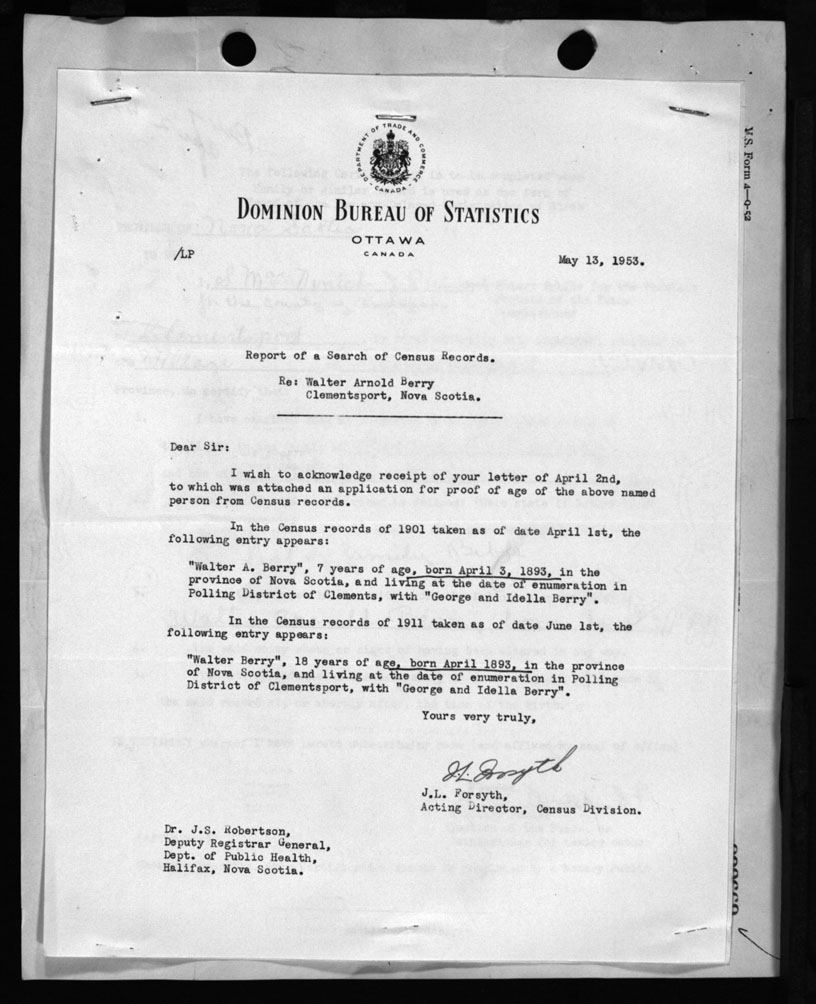 DEPARTMENT OF TRADE AND COMMERCE
CANADA
DOMINION BUREAU OF STATISTICS
OTTAWA
CANADA
/LP
May 13, 1953.
U.S. Form 4—9-52
Report of a Search of Census Records.
Re: Walter Arnold Berry
Clementsport, Nova Scotia.
Dear Sir:
I wish to acknowledge receipt of your letter of April 2nd,
to which was attached an application for proof of age of the above named
person from Census records.
In the Census records of 1901 taken as of date April 1st, the
following entry appears:
"Walter A. Berry", 7 years of age, born April 3, 1893, in the
province of Nova Scotia, and living at the date of enumeration in
Polling District of Clements, with "George and Idella Berry".
In the Census records of 1911 taken as of date June 1st, the
following entry appears:
"Walter Berry", 18 years of age, born April 1893, in the province
of Nova Scotia, and living at the date of enumeration in Polling
District of Clementsport, with "George and Idella Berry".
Yours very truly,
J.L. Forsyth
J.L. Forsyth,
Acting Director, Census Division.
Dr. J.S. Robertson,
Deputy Registrar General,
Dept. of Public Health,
Halifax, Nova Scotia.